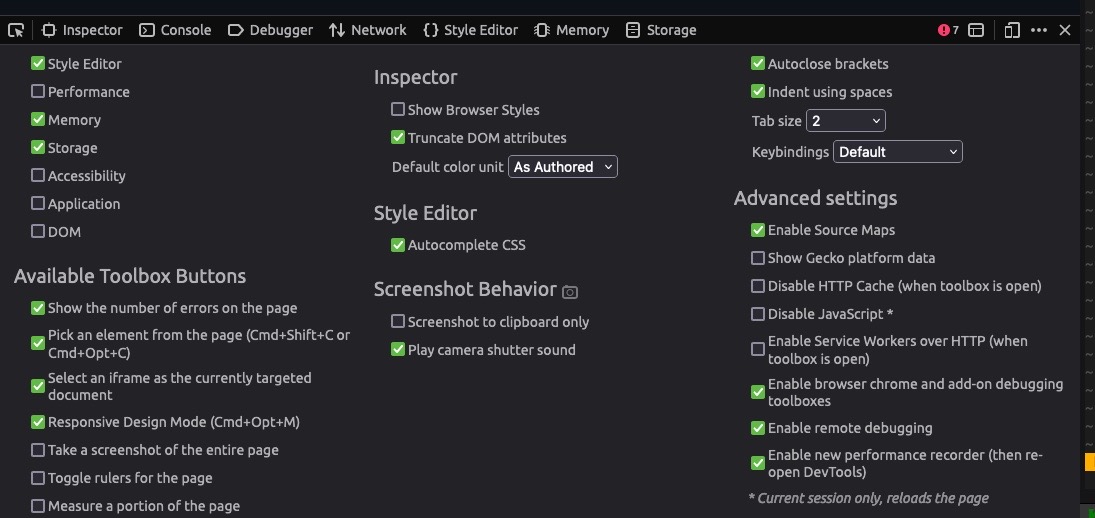 Inspector Console Debugger Network Style Editor Memory Storage 7
Style Editor
Performance
Memory
Storage
Accessibility
Application
DOM
Available Toolbox Buttons
Show the number of errors on the page
Pick an element from the page (Cmd+Shift+C or
Cmd+Opt+C)
Select an iframe as the currently targeted
document
Responsive Design Mode (Cmd+Opt+M)
Take a screenshot of the entire page
Toggle rulers for the page
Measure a portion of the page
Inspector
Show Browser Styles
Truncate DOM attributes
Default color unit As Authored
Style Editor
Autocomplete CSS
Screenshot Behavior
Screenshot to clipboard only
Play camera shutter sound
Autoclose brackets
Indent using spaces
Tab size 2
Keybindings Default
Advanced settings
Enable Source Maps
Show Gecko platform data
Disable HTTP Cache (when toolbox is open)
Disable JavaScript *
Enable Service Workers over HTTP (when
toolbox is open)
Enable browser chrome and add-on debugging
toolboxes
Enable remote debugging
Enable new performance recorder (then re-
open DevTools)
* Current session only, reloads the page